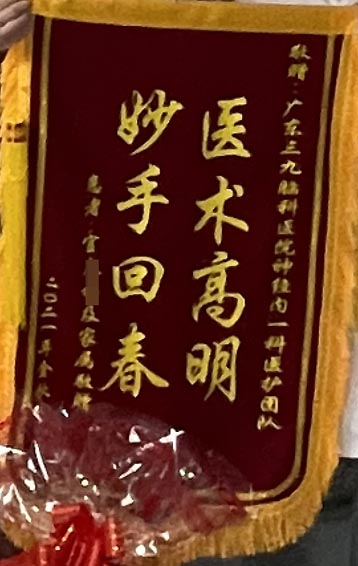 敬赠：广东三九脑科医院神经内一科医护团队
医术高明
妙手回春
患者：官 及家属敬赠
二〇二一年金秋